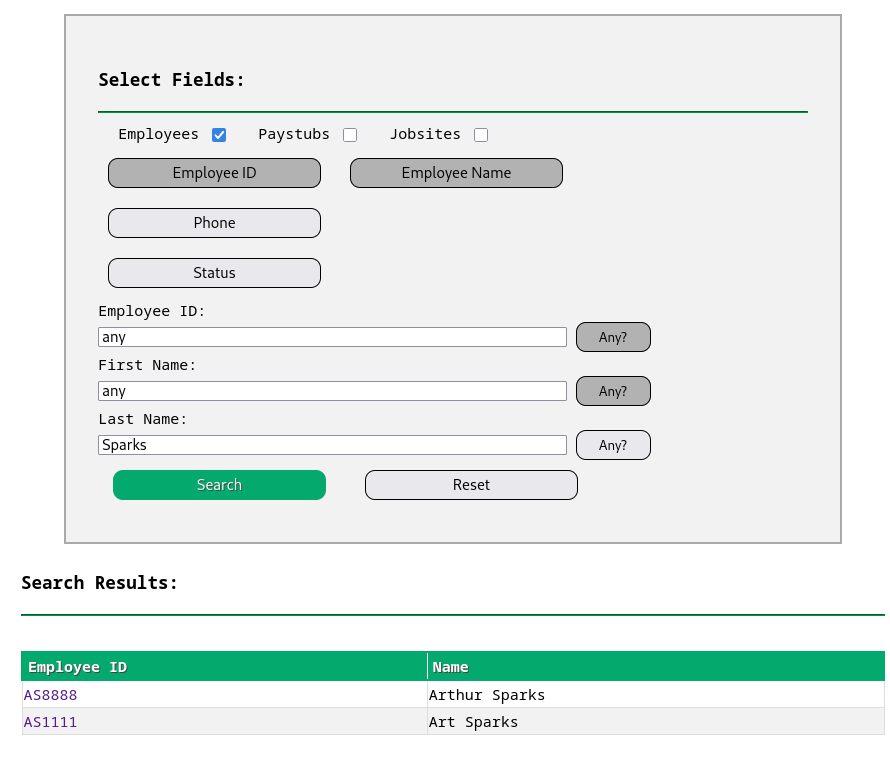 Select Fields:
Employees Paystubs Jobsites
Employee ID Employee Name
Phone
Status
Employee ID:
any Any?
First Name:
any Any?
Last Name:
Sparks Any?
Search Reset
Search Results:
Employee ID Name
AS8888 Arthur Sparks
AS1111 Art Sparks